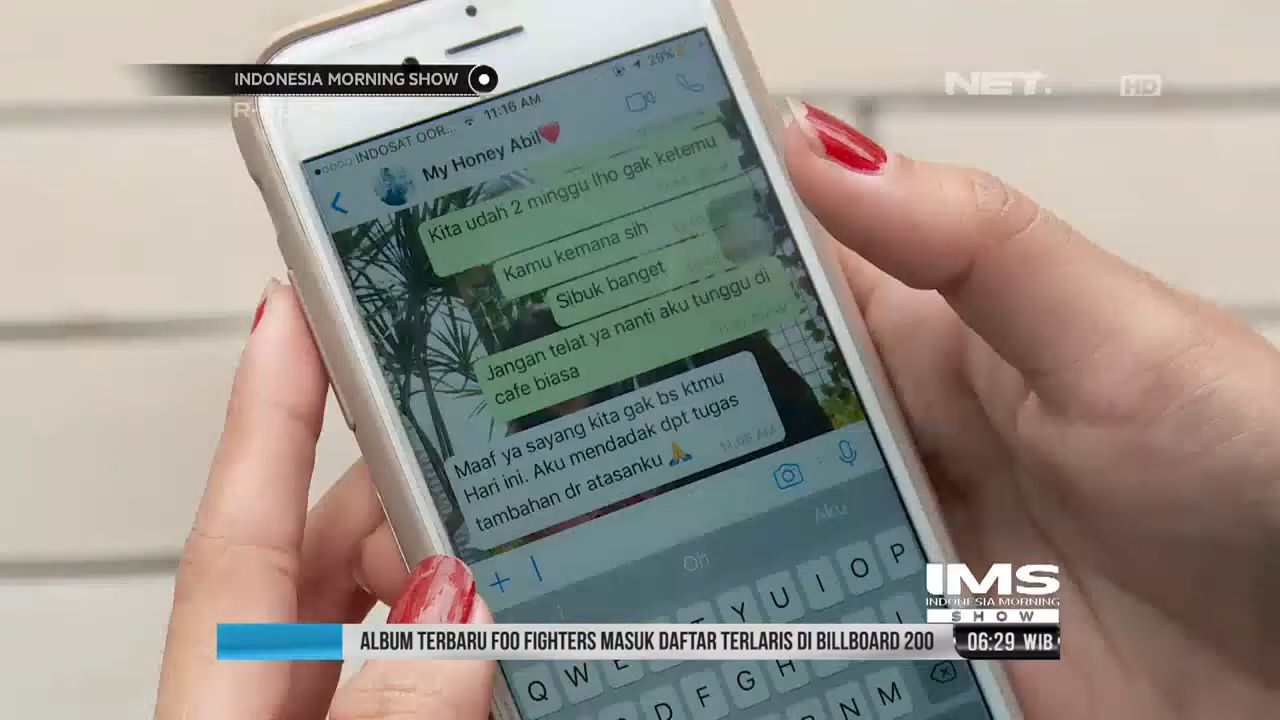 INDONESIA MORNING SHOW
NET.
HD
INDOSAT OOR...
11:16 AM
29%
My Honey Abil❤️
Kita udah 2 minggu lho gak ketemu
Kamu kemana sih
Sibuk banget
Jangan telat ya nanti aku tunggu di
cafe biasa
Maaf ya sayang kita gak bs ktmu
Hari ini. Aku mendadak dpt tugas
tambahan dr atasanku 🙏
11:05 AM
Oh
Aku
Q W E T Y U I O P
D F G H
N M
IMS
INDONESIA MORNING
SHOW
ALBUM TERBARU FOO FIGHTERS MASUK DAFTAR TERLARIS DI BILLBOARD 200
06:29 WIB